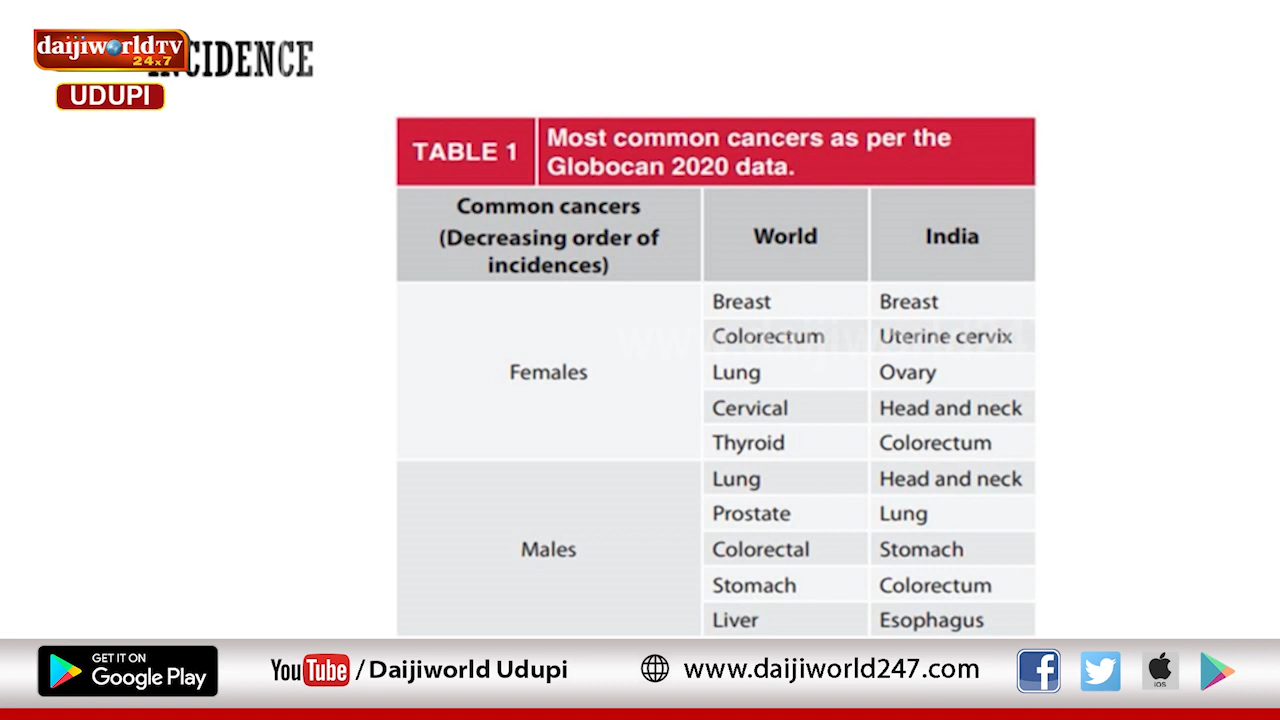 daijiworldTV
24x7
INCIDENCE
UDUPI
TABLE 1
Most common cancers as per the
Globocan 2020 data.
Common cancers
(Decreasing order of
incidences)
World
India
Females
Breast
Breast
Colorectum
Uterine cervix
Lung
Ovary
Cervical
Head and neck
Thyroid
Colorectum
Males
Lung
Head and neck
Prostate
Lung
Colorectal
Stomach
Stomach
Colorectum
Liver
Esophagus
GET IT ON
Google Play
YouTube / Daijiworld Udupi
www.daijiworld247.com
iOS